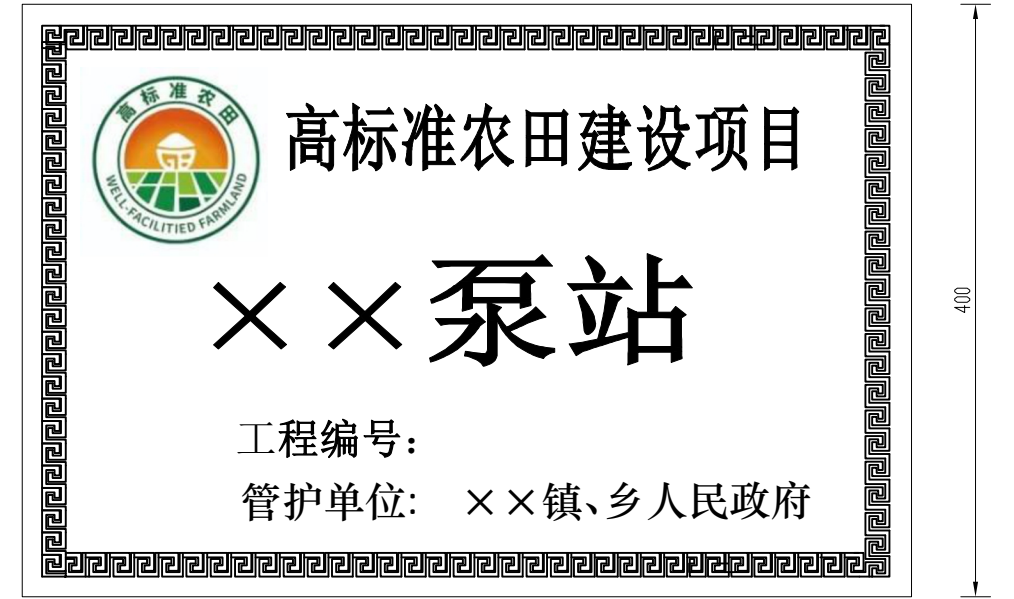 高标准农田
WELL-FACILITIED FARMLAND
高标准农田建设项目
××泵站
400
工程编号：
管护单位： ××镇、乡人民政府